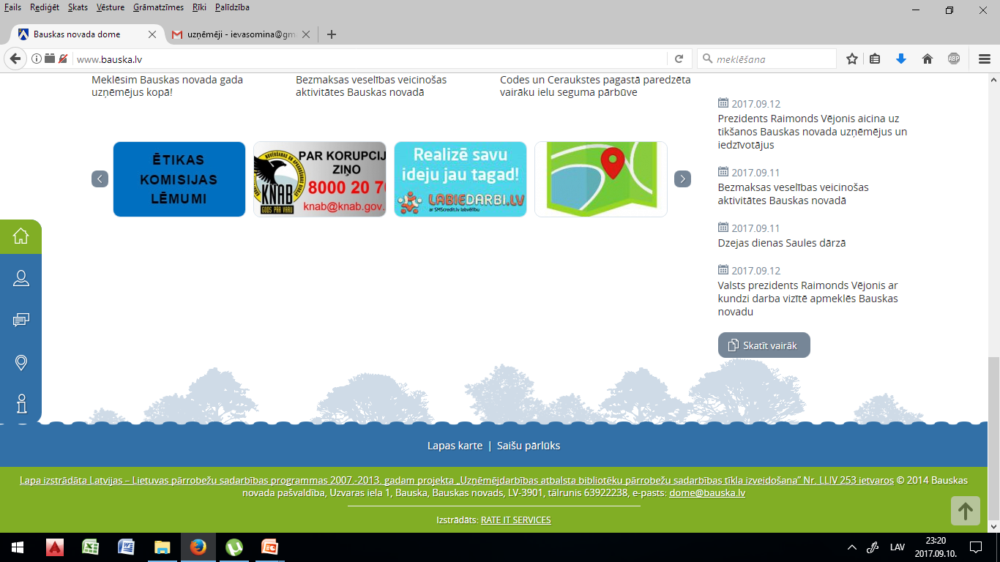 Fails Rediģēt Skats Vēsture Grāmatzīmes Rīki Palīdzība
Bauskas novada dome
uzņēmēji - ievasomina@gm
www.bauska.lv
meklēšana
ABP
Meklēsim Bauskas novada gada
uzņēmējus kopā!
Bezmaksas veselības veicinošas
aktivitātes Bauskas novadā
Codes un Ceraukstes pagastā paredzēta
vairāku ielu seguma pārbūve
ĒTIKAS
KOMISIJAS
LĒMUMI
KNAB
GODS PĀR VARU
PAR KORUPCIJ
ZIŅO
8000 20 70
knab@knab.gov.
Realizē savu
ideju jau tagad!
LABIEDARBI.LV
ar SMScredit.lv labvēlību
2017.09.12
Prezidents Raimonds Vējonis aicina uz
tikšanos Bauskas novada uzņēmējus un
iedzīvotājus
2017.09.11
Bezmaksas veselības veicinošas
aktivitātes Bauskas novadā
2017.09.11
Dzejas dienas Saules dārzā
2017.09.12
Valsts prezidents Raimonds Vējonis ar
kundzi darba vizītē apmeklēs Bauskas
novadu
Skatīt vairāk
Lapas karte | Saišu pārlūks
Lapa izstrādāta Latvijas – Lietuvas pārrobežu sadarbības programmas 2007.-2013. gadam projekta „Uzņēmējdarbības atbalsta bibliotēku pārrobežu sadarbības tīkla izveidošana” Nr. LLIV 253 ietvaros © 2014 Bauskas
novada pašvaldība, Uzvaras iela 1, Bauska, Bauskas novads, LV-3901, tālrunis 63922238, e-pasts: dome@bauska.lv
Izstrādāts: RATE IT SERVICES
LAV
23:20
2017.09.10.